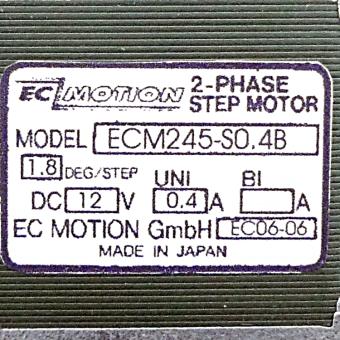 EC MOTION 2-PHASE
STEP MOTOR
MODEL ECM245-S0.4B
1.8 DEG/STEP UNI BI
DC 12 V 0.4 A A
EC MOTION GmbH EC06-06
MADE IN JAPAN